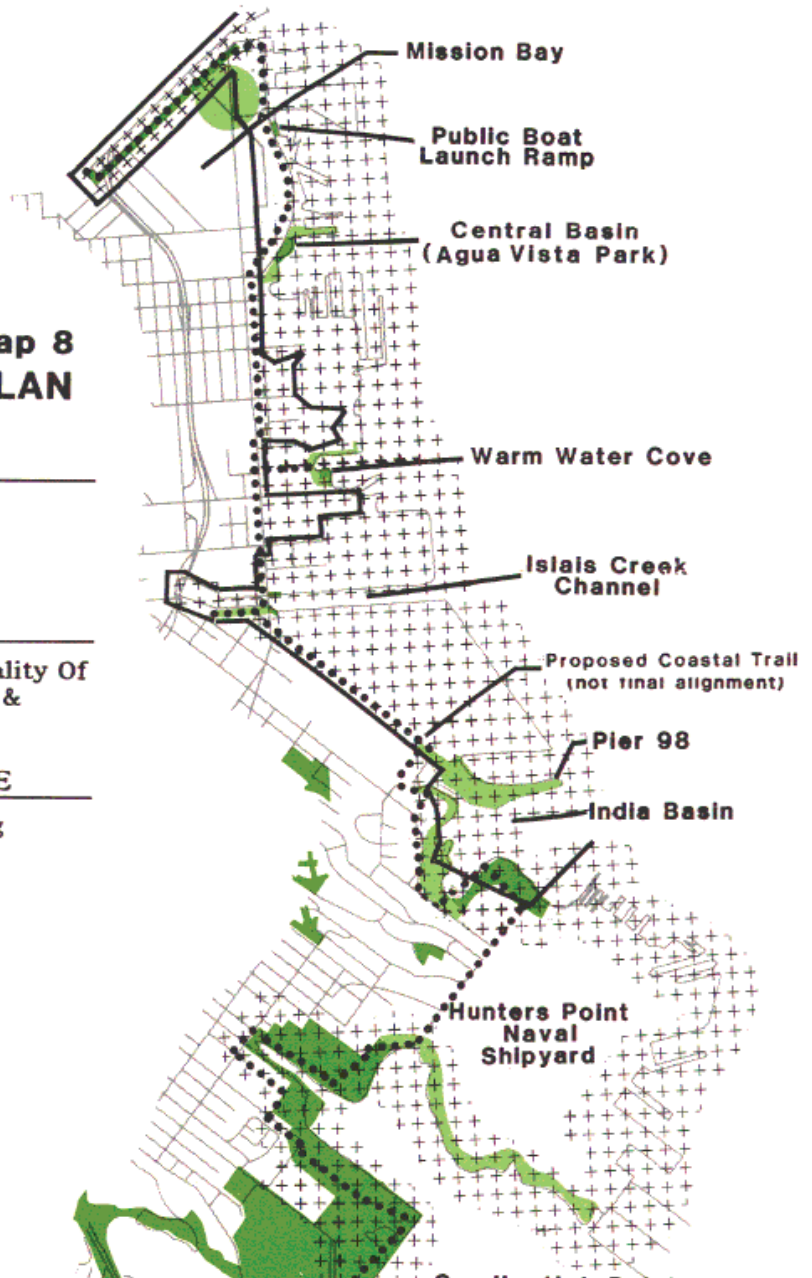 Mission Bay
Public Boat
Launch Ramp
Central Basin
(Agua Vista Park)
ap 8
LAN
Warm Water Cove
Islais Creek
Channel
ality Of
&
Proposed Coastal Trail
(not final alignment)
Pier 98
E
India Basin
g
Hunters Point
Naval
Shipyard